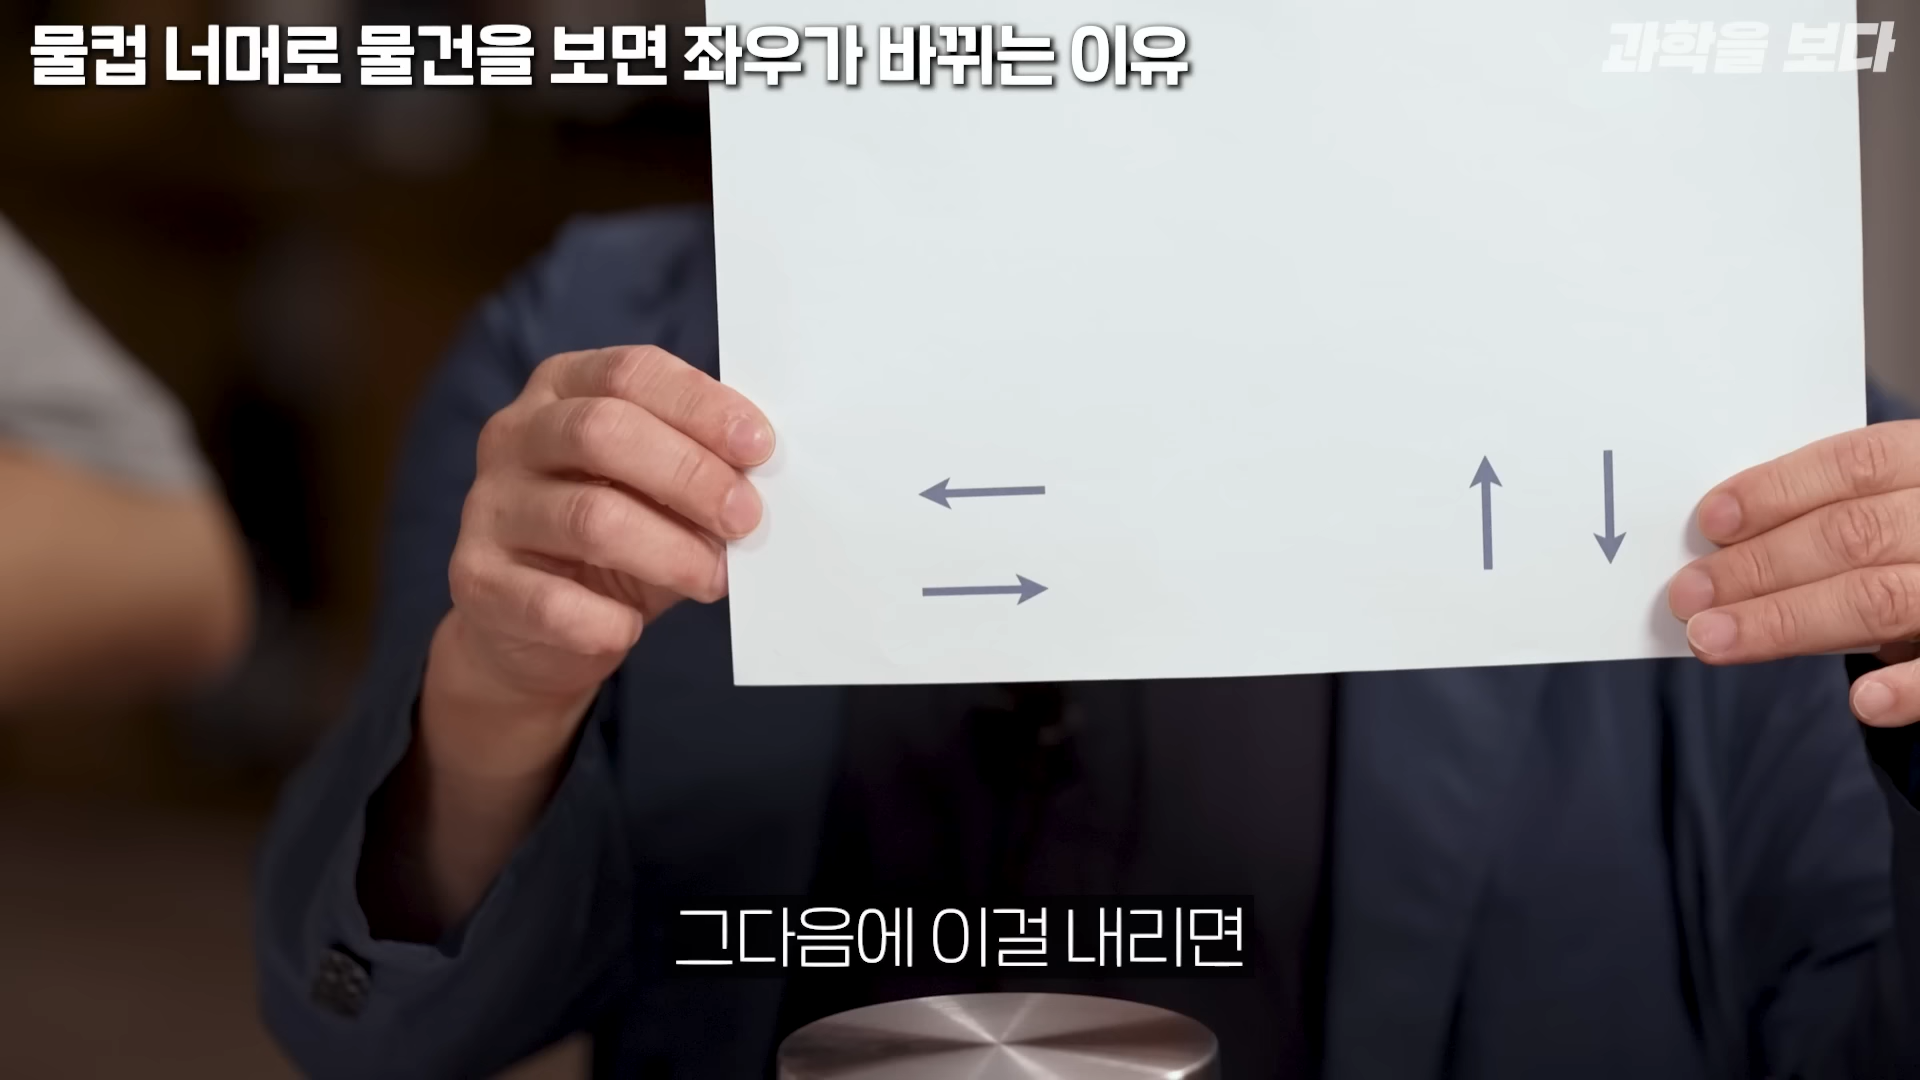 물컵 너머로 물건을 보면 좌우가 바뀌는 이유
과학을 보다
그다음에 이걸 내리면